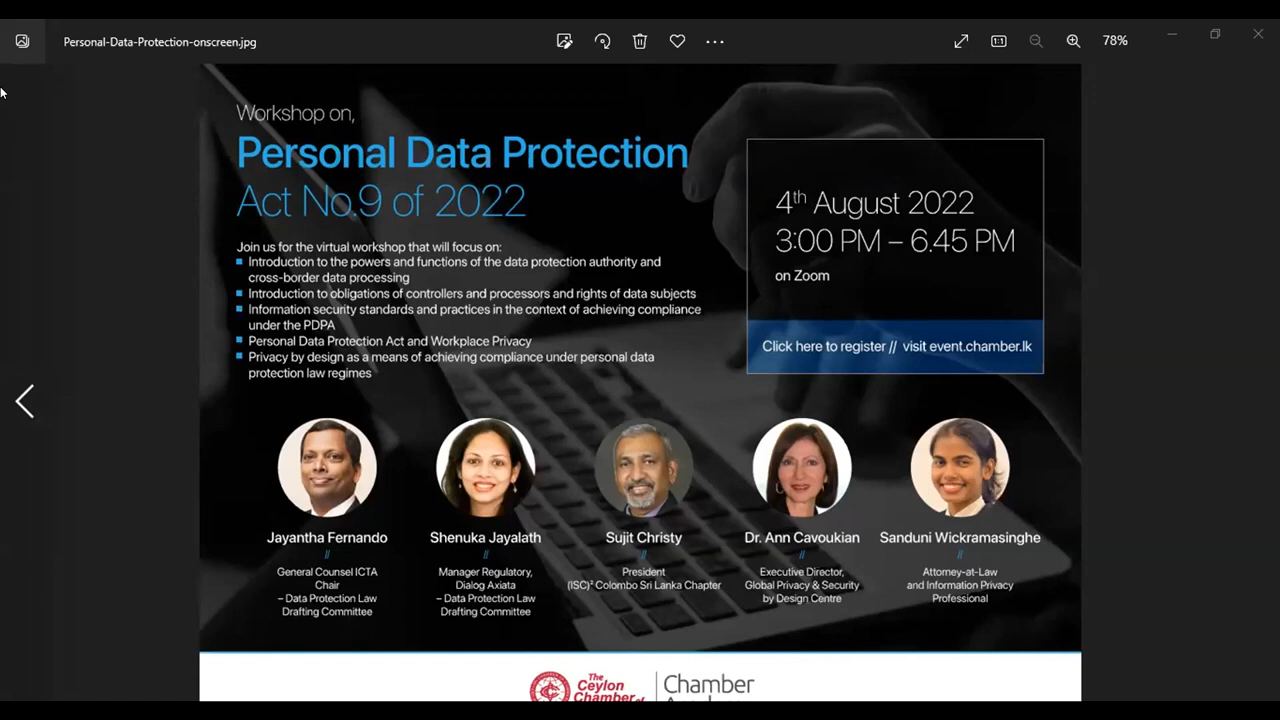 Personal-Data-Protection-onscreen.jpg
78%
Workshop on,
Personal Data Protection
Act No.9 of 2022
Join us for the virtual workshop that will focus on:
Introduction to the powers and functions of the data protection authority and
cross-border data processing
Introduction to obligations of controllers and processors and rights of data subjects
Information security standards and practices in the context of achieving compliance
under the PDPA
Personal Data Protection Act and Workplace Privacy
Privacy by design as a means of achieving compliance under personal data
protection law regimes
4th August 2022
3:00 PM – 6.45 PM
on Zoom
Click here to register // visit event.chamber.lk
Jayantha Fernando
//
General Counsel ICTA
Chair
– Data Protection Law
Drafting Committee
Shenuka Jayalath
//
Manager Regulatory,
Dialog Axiata
– Data Protection Law
Drafting Committee
Sujit Christy
//
President
(ISC)² Colombo Sri Lanka Chapter
Dr. Ann Cavoukian
//
Executive Director,
Global Privacy & Security
by Design Centre
Sanduni Wickramasinghe
//
Attorney-at-Law
and Information Privacy
Professional
The
Ceylon
Chamber of
Chamber